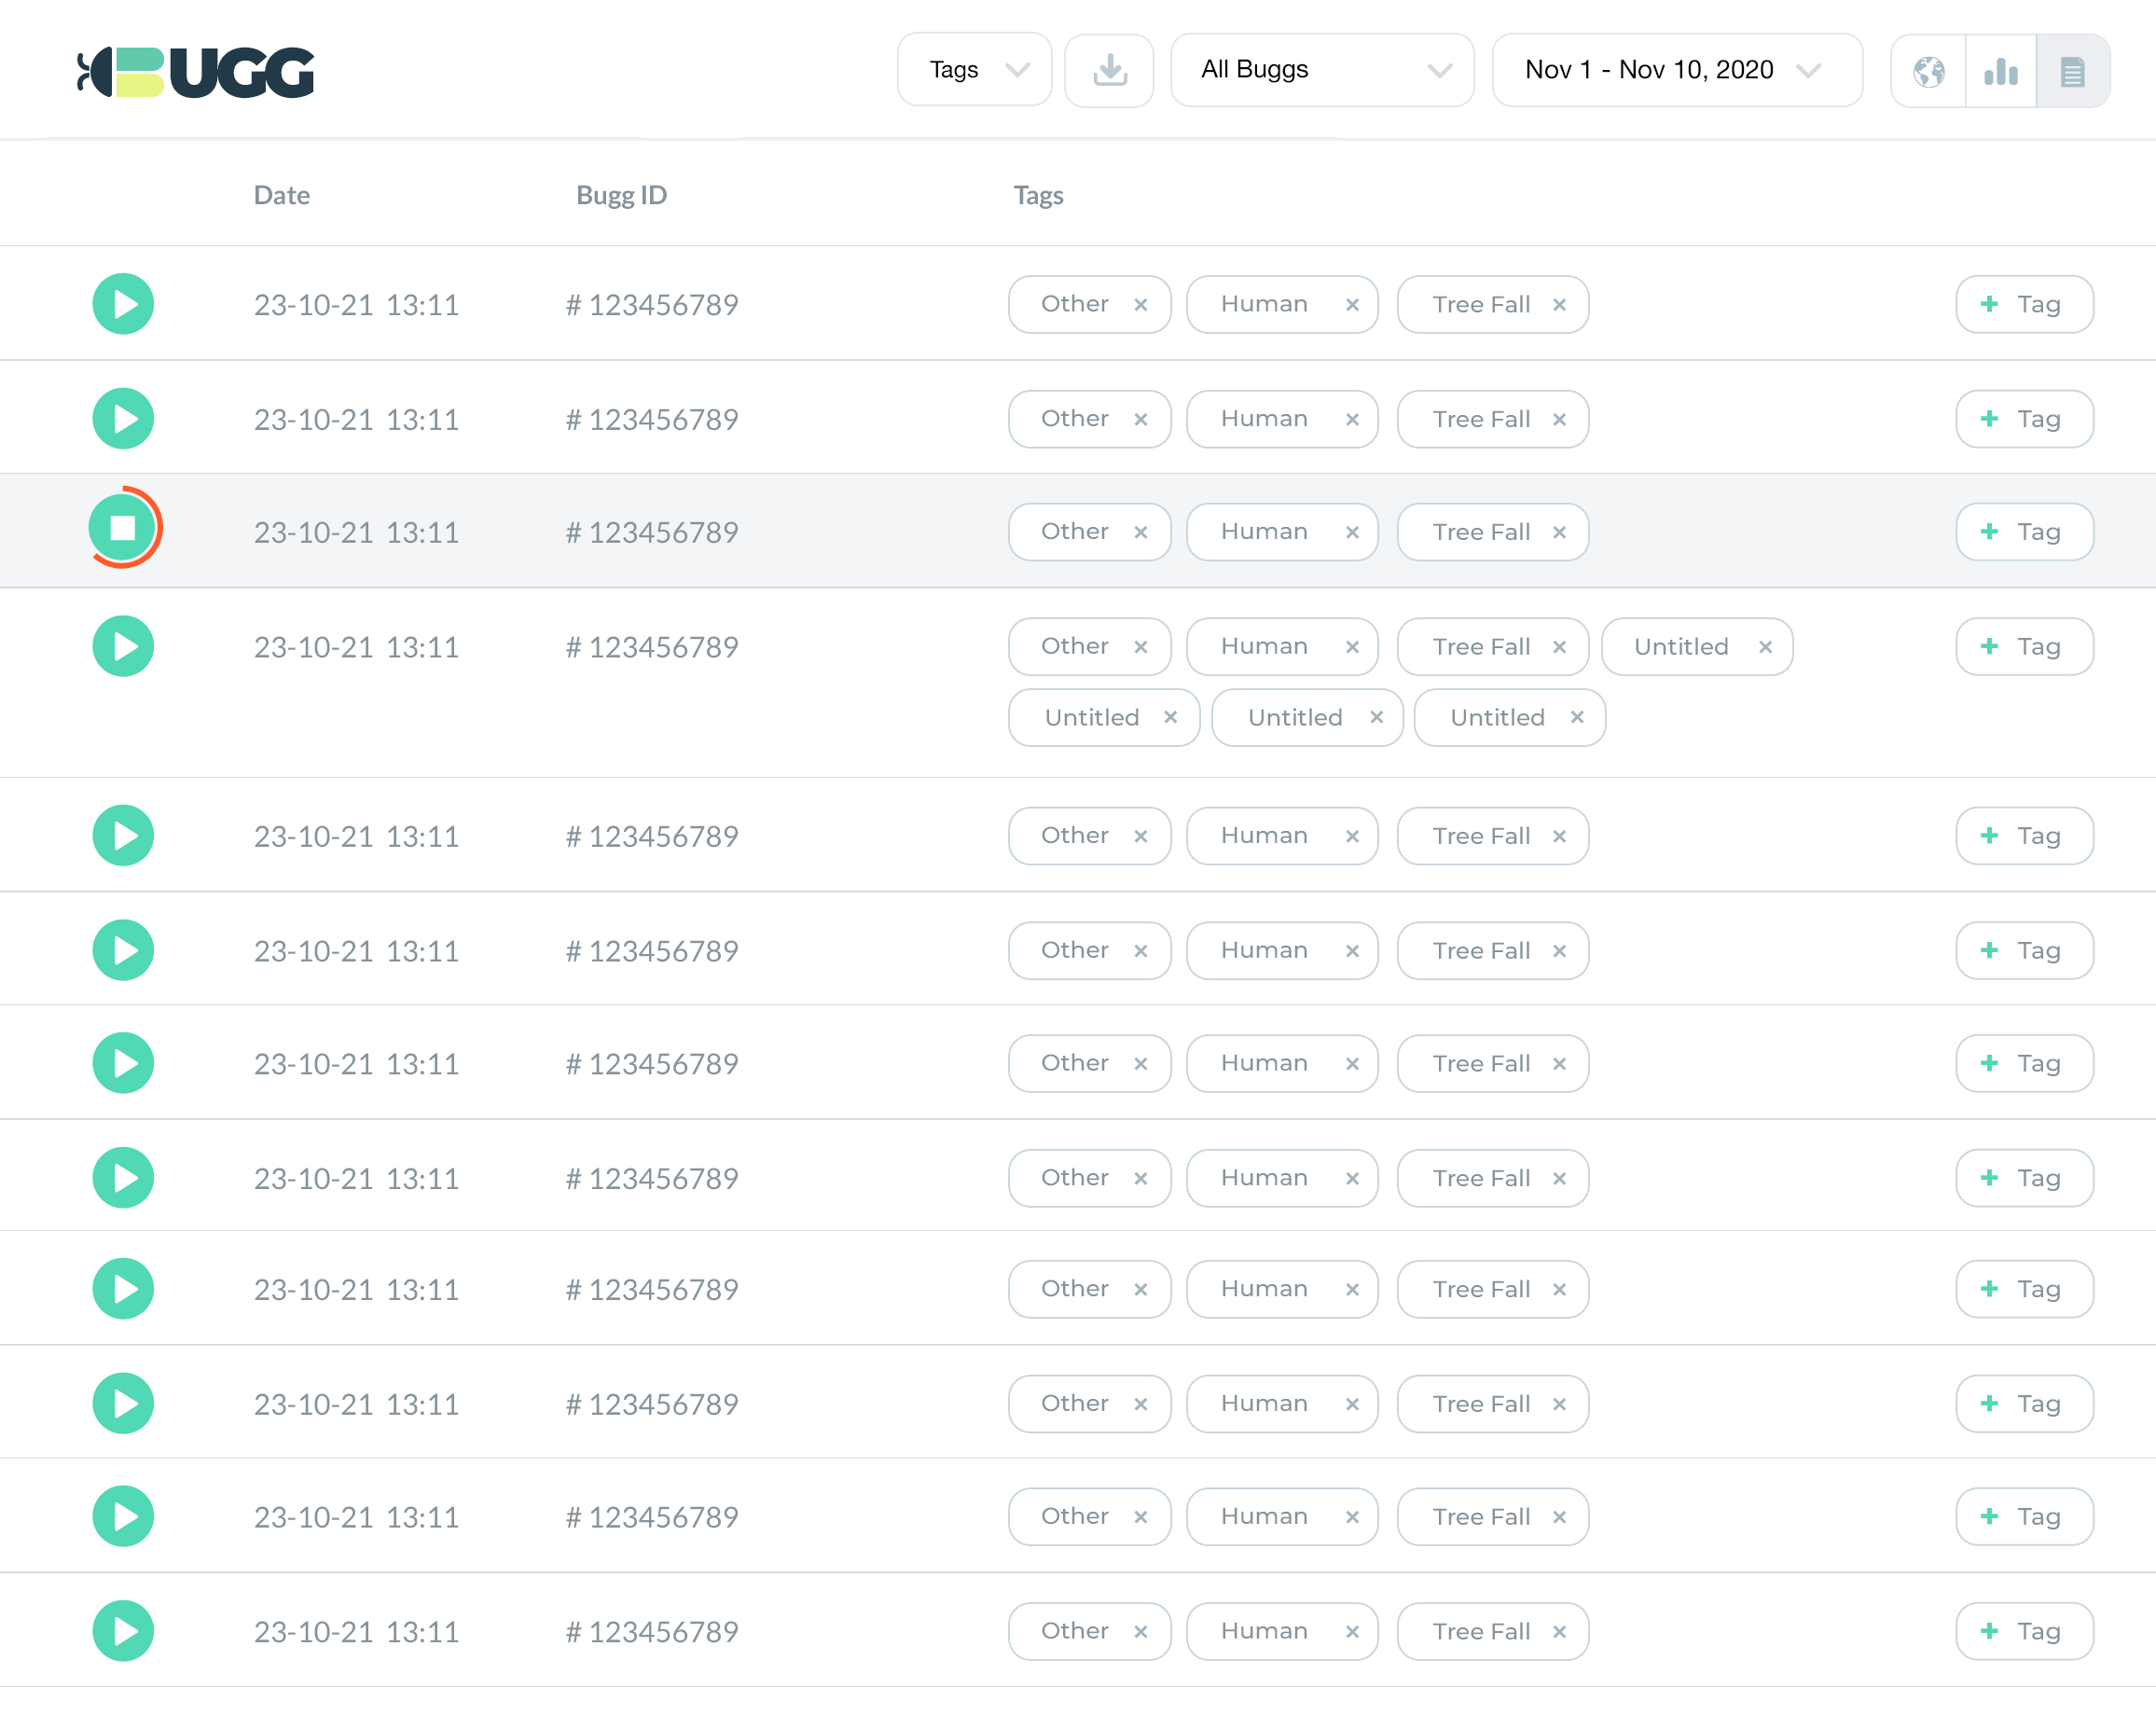 BUGG
Tags All Buggs Nov 1 - Nov 10, 2020
Date Bugg ID Tags
23-10-21 13:11 # 123456789 Other × Human × Tree Fall × + Tag
23-10-21 13:11 # 123456789 Other × Human × Tree Fall × + Tag
23-10-21 13:11 # 123456789 Other × Human × Tree Fall × + Tag
23-10-21 13:11 # 123456789 Other × Human × Tree Fall × Untitled × + Tag
Untitled × Untitled × Untitled ×
23-10-21 13:11 # 123456789 Other × Human × Tree Fall × + Tag
23-10-21 13:11 # 123456789 Other × Human × Tree Fall × + Tag
23-10-21 13:11 # 123456789 Other × Human × Tree Fall × + Tag
23-10-21 13:11 # 123456789 Other × Human × Tree Fall × + Tag
23-10-21 13:11 # 123456789 Other × Human × Tree Fall × + Tag
23-10-21 13:11 # 123456789 Other × Human × Tree Fall × + Tag
23-10-21 13:11 # 123456789 Other × Human × Tree Fall × + Tag
23-10-21 13:11 # 123456789 Other × Human × Tree Fall × + Tag